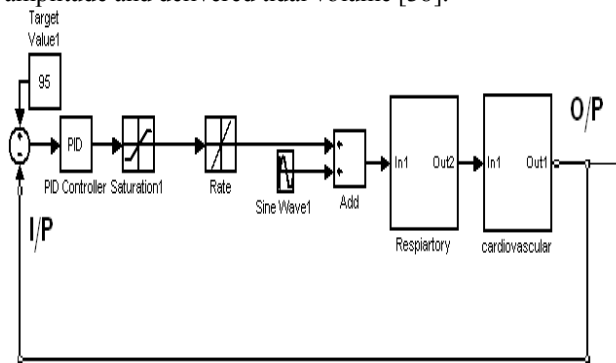 amplitude and delivered tidal volume [30].
Target
Value1
95
PID
PID Controller
Saturation1
Rate
Sine Wave1
Add
In1
Out2
Respiartory
In1
Out1
cardiovascular
O/P
I/P